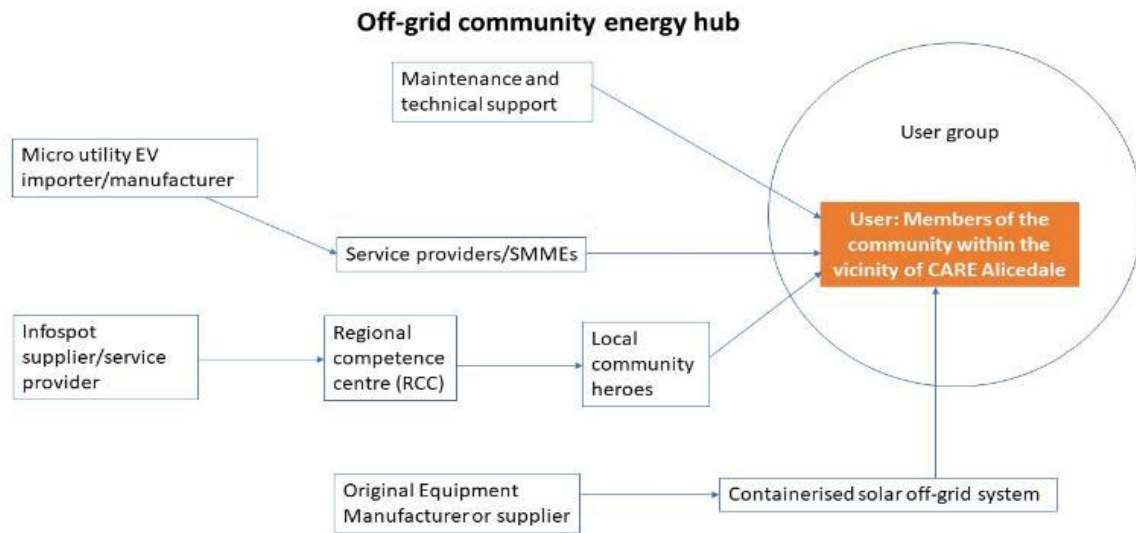 Off-grid community energy hub
Maintenance and
technical support
User group
Micro utility EV
importer/manufacturer
User: Members of the
community within the
vicinity of CARE Alicedale
Service providers/SMMEs
Infospot
supplier/service
provider
Regional
competence
centre (RCC)
Local
community
heroes
Original Equipment
Manufacturer or supplier
Containerised solar off-grid system